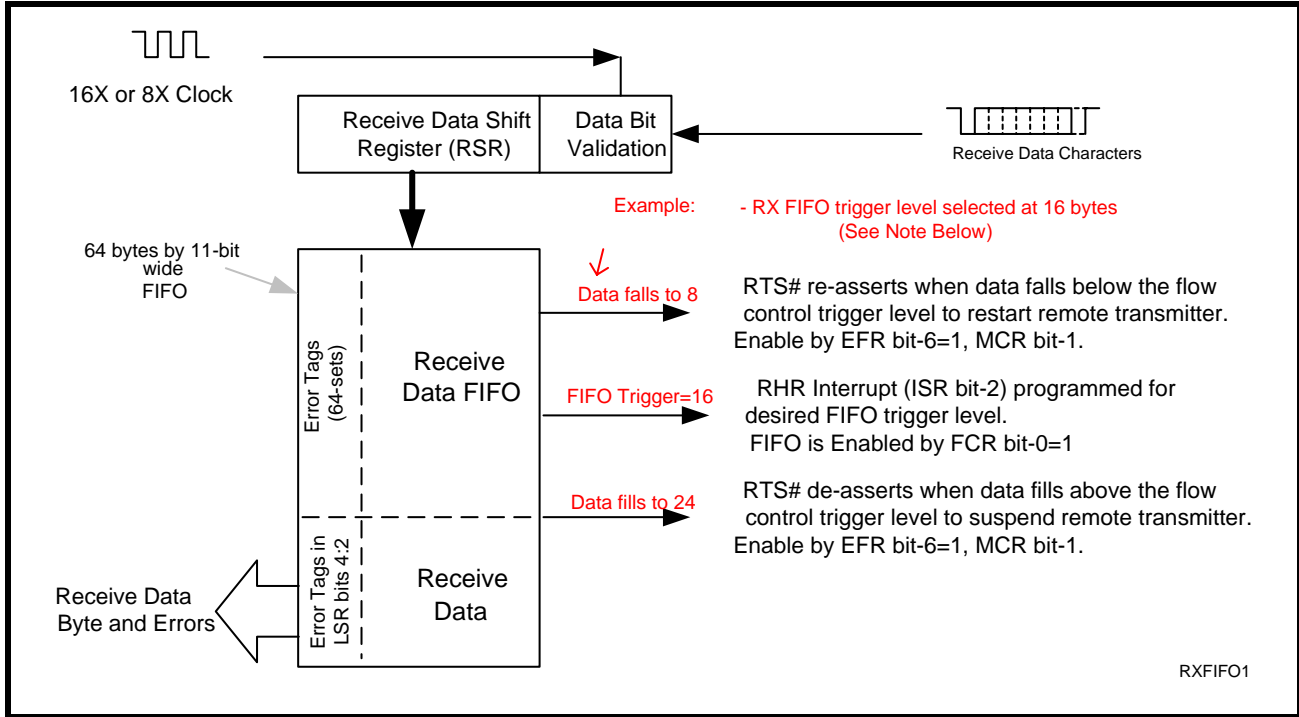 16X or 8X Clock
Receive Data Shift
Register (RSR)
Data Bit
Validation
Receive Data Characters
Example:
- RX FIFO trigger level selected at 16 bytes
(See Note Below)
64 bytes by 11-bit
wide
FIFO
Data falls to 8
RTS# re-asserts when data falls below the flow
control trigger level to restart remote transmitter.
Enable by EFR bit-6=1, MCR bit-1.
Error Tags
(64-sets)
Receive
Data FIFO
FIFO Trigger=16
RHR Interrupt (ISR bit-2) programmed for
desired FIFO trigger level.
FIFO is Enabled by FCR bit-0=1
Data fills to 24
RTS# de-asserts when data fills above the flow
control trigger level to suspend remote transmitter.
Enable by EFR bit-6=1, MCR bit-1.
Error Tags in
LSR bits 4:2
Receive
Data
Receive Data
Byte and Errors
RXFIFO1